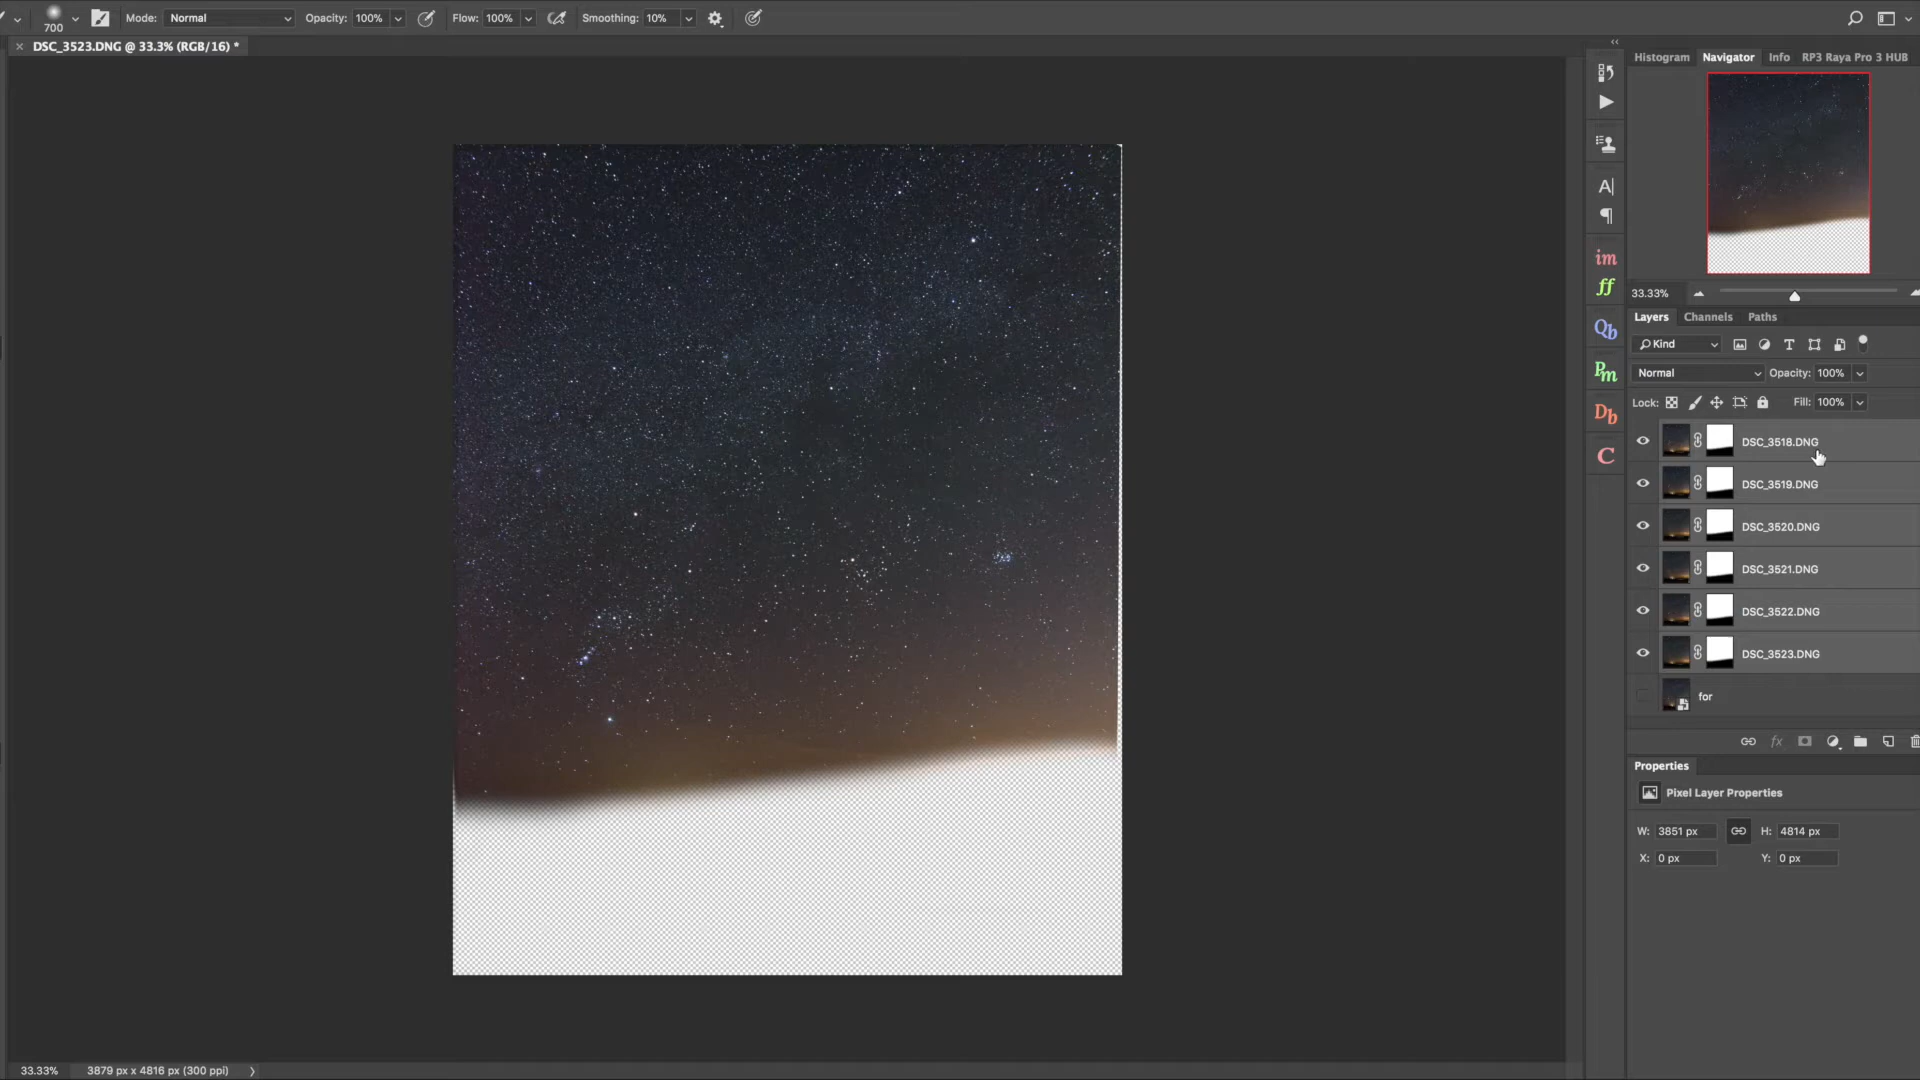 Mode: Normal Opacity: 100% Flow: 100% Smoothing: 10%
700
DSC_3523.DNG @ 33.3% (RGB/16) *
Histogram Navigator Info RP3 Raya Pro 3 HUB
33.33%
Layers Channels Paths
Kind
Normal Opacity: 100%
Lock: Fill: 100%
DSC_3518.DNG
DSC_3519.DNG
DSC_3520.DNG
DSC_3521.DNG
DSC_3522.DNG
DSC_3523.DNG
for
fx
Properties
Pixel Layer Properties
W: 3851 px H: 4814 px
X: 0 px Y: 0 px
A
im
ff
Qb
Pm
Db
C
33.33% 3879 px x 4816 px (300 ppi)